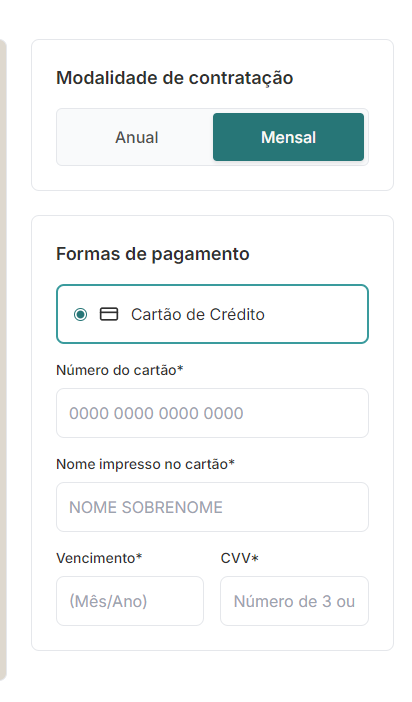 Modalidade de contratação
Anual
Mensal
Formas de pagamento
Cartão de Crédito
Número do cartão*
0000 0000 0000 0000
Nome impresso no cartão*
NOME SOBRENOME
Vencimento* CVV*
(Mês/Ano) Número de 3 ou